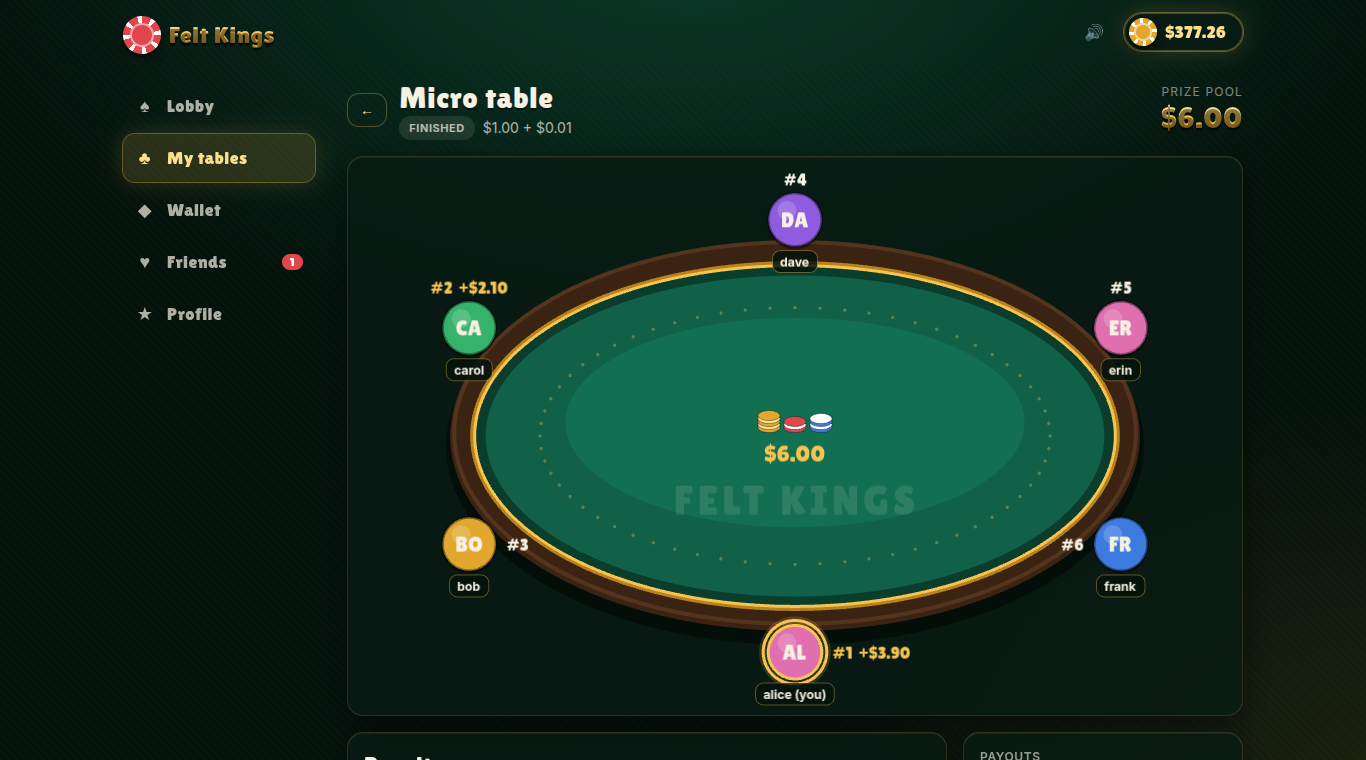 Felt Kings
$377.26
♠ Lobby
♣ My tables
◆ Wallet
♥ Friends 1
★ Profile
←
Micro table
FINISHED $1.00 + $0.01
PRIZE POOL
$6.00
#4
DA
dave
#2 +$2.10
CA
carol
#5
ER
erin
$6.00
FELT KINGS
BO #3
bob
#6 FR
frank
AL #1 +$3.90
alice (you)
PAYOUTS